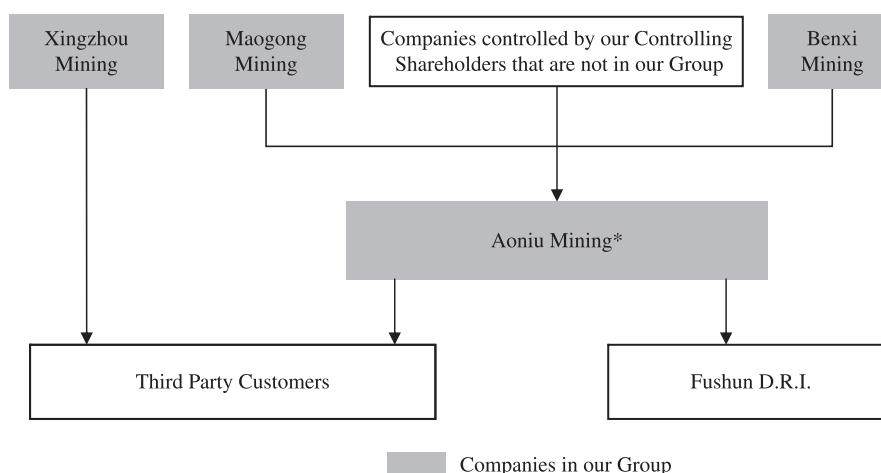 Xingzhou
Mining
Maogong
Mining
Companies controlled by our Controlling
Shareholders that are not in our Group
Benxi
Mining
Aoniu Mining*
Third Party Customers
Fushun D.R.I.
Companies in our Group